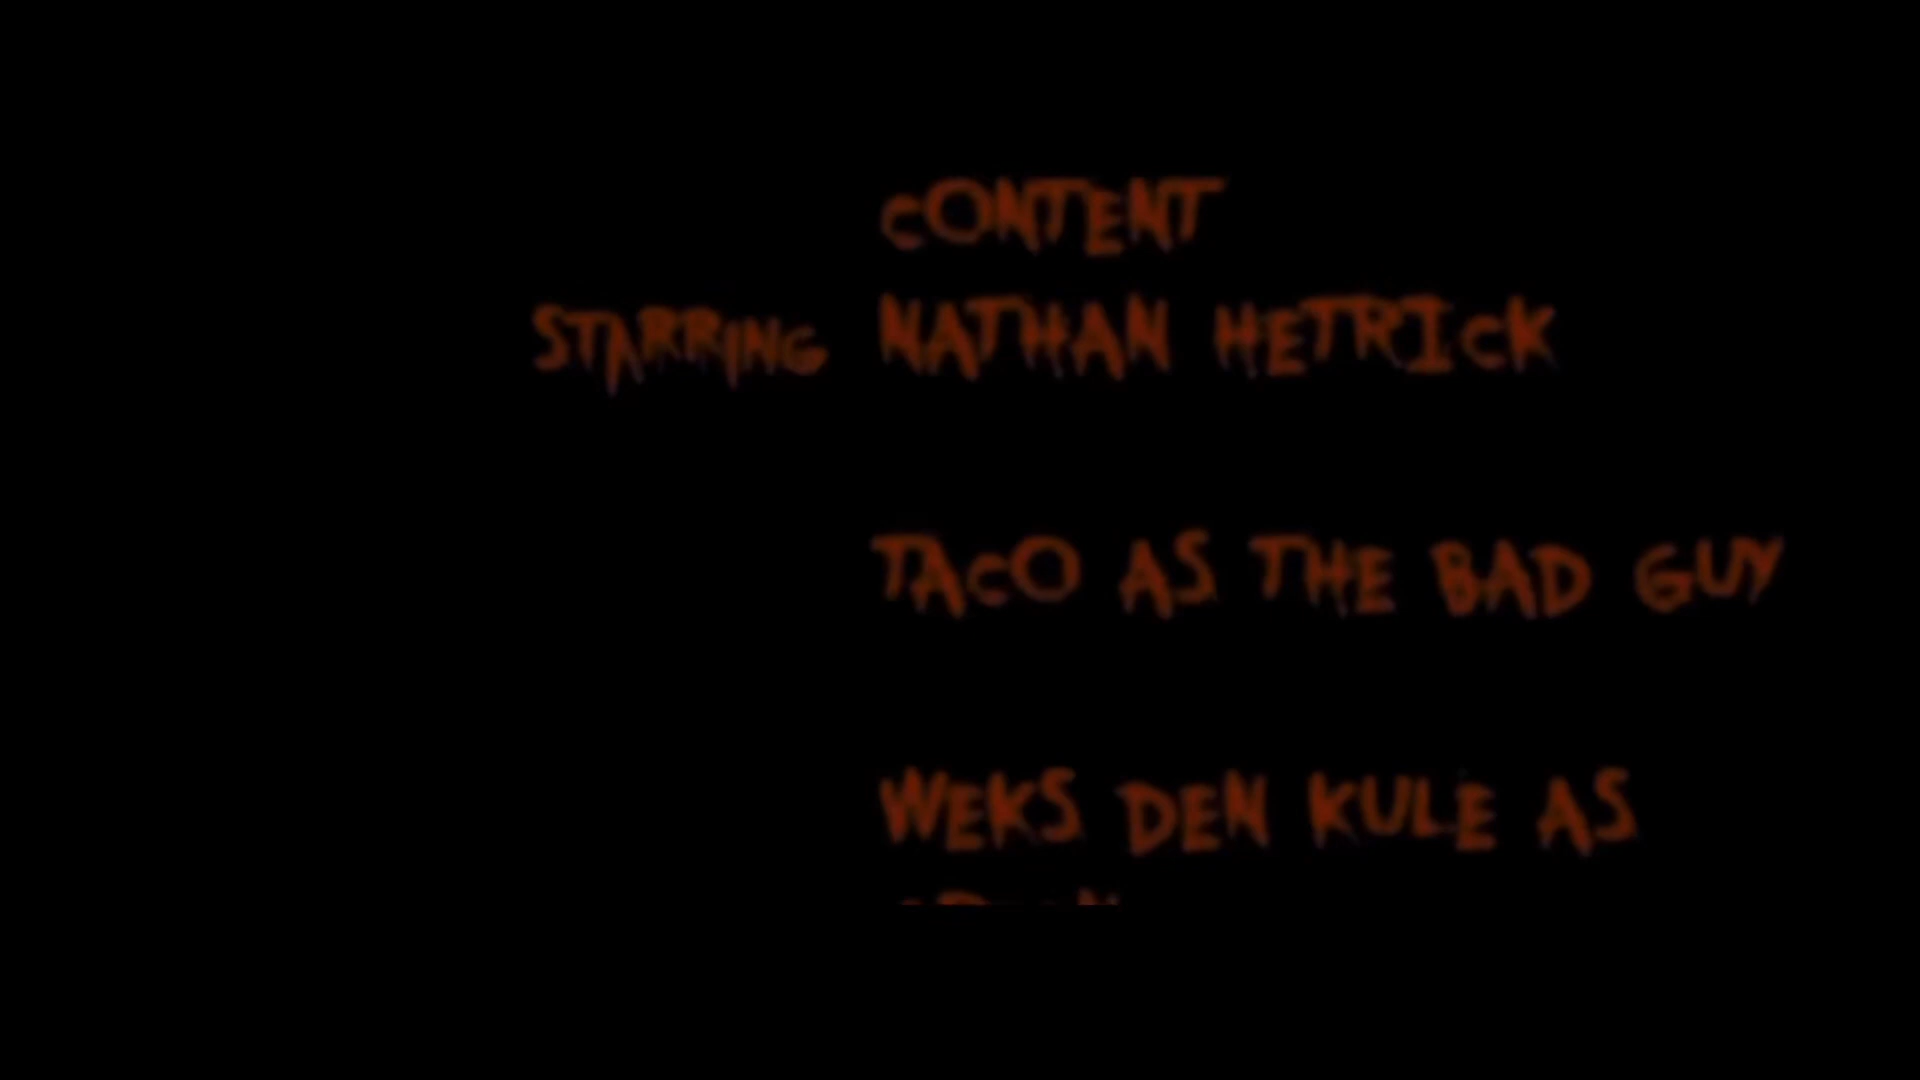 CONTENT
STARRING NATHAN HETRICK
TACO AS THE BAD GUY
WEKS DEN KULE AS